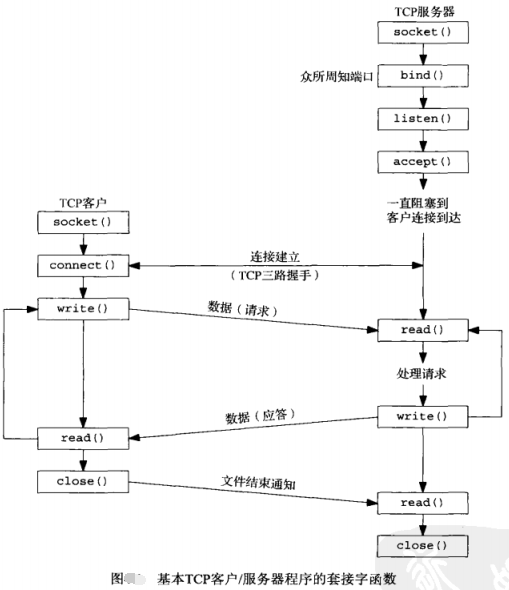 TCP服务器
socket()
众所周知端口
bind()
listen()
accept()
一直阻塞到
客户连接到达
TCP客户
socket()
connect()
连接建立
(TCP三路握手)
write()
数据(请求)
read()
处理请求
数据(应答)
write()
read()
close()
文件结束通知
read()
close()
图 基本TCP客户/服务器程序的套接字函数